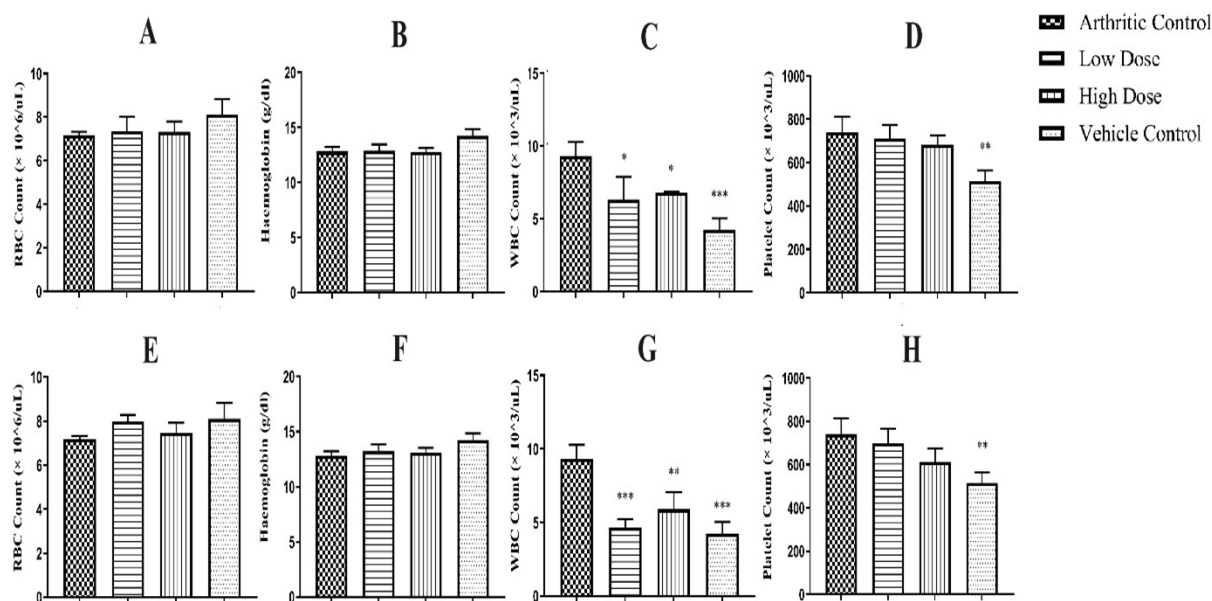 A
B
C
D
Arthritic Control
Low Dose
High Dose
Vehicle Control
RBC Count (× 10^6/uL)
10
8
6
4
2
0
Haemoglobin (g/dl)
20
15
10
5
0
WBC Count (× 10^3/uL)
15
10
5
0
*
*
***
Platelet Count (× 10^3/uL)
1000
800
600
400
200
0
**
E
F
G
H
RBC Count (× 10^6/uL)
10
8
6
4
2
0
Haemoglobin (g/dl)
20
15
10
5
0
WBC Count (× 10^3/uL)
15
10
5
0
***
**
***
Platelet Count (× 10^3/uL)
1000
800
600
400
200
0
**